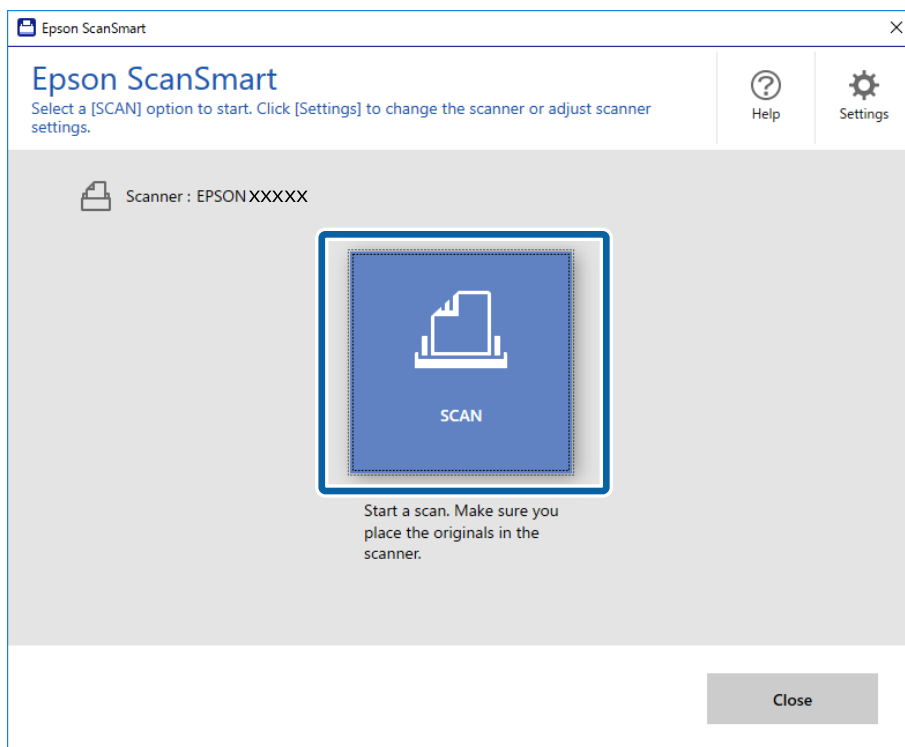 Epson ScanSmart
Epson ScanSmart
Select a [SCAN] option to start. Click [Settings] to change the scanner or adjust scanner
settings.
Help
Settings
Scanner : EPSON XXXXX
SCAN
Start a scan. Make sure you
place the originals in the
scanner.
Close